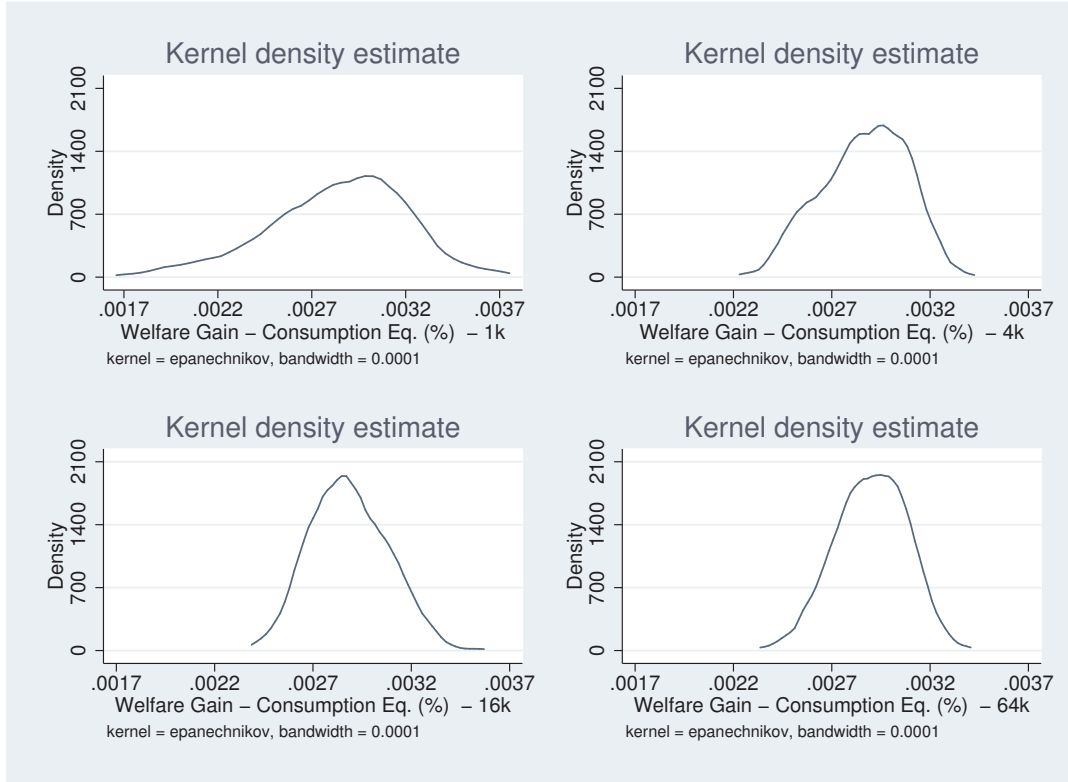 Kernel density estimate
Density
2100
1400
700
0
.0017 .0022 .0027 .0032 .0037
Welfare Gain − Consumption Eq. (%) − 1k
kernel = epanechnikov, bandwidth = 0.0001
Kernel density estimate
Density
2100
1400
700
0
.0017 .0022 .0027 .0032 .0037
Welfare Gain − Consumption Eq. (%) − 4k
kernel = epanechnikov, bandwidth = 0.0001
Kernel density estimate
Density
2100
1400
700
0
.0017 .0022 .0027 .0032 .0037
Welfare Gain − Consumption Eq. (%) − 16k
kernel = epanechnikov, bandwidth = 0.0001
Kernel density estimate
Density
2100
1400
700
0
.0017 .0022 .0027 .0032 .0037
Welfare Gain − Consumption Eq. (%) − 64k
kernel = epanechnikov, bandwidth = 0.0001